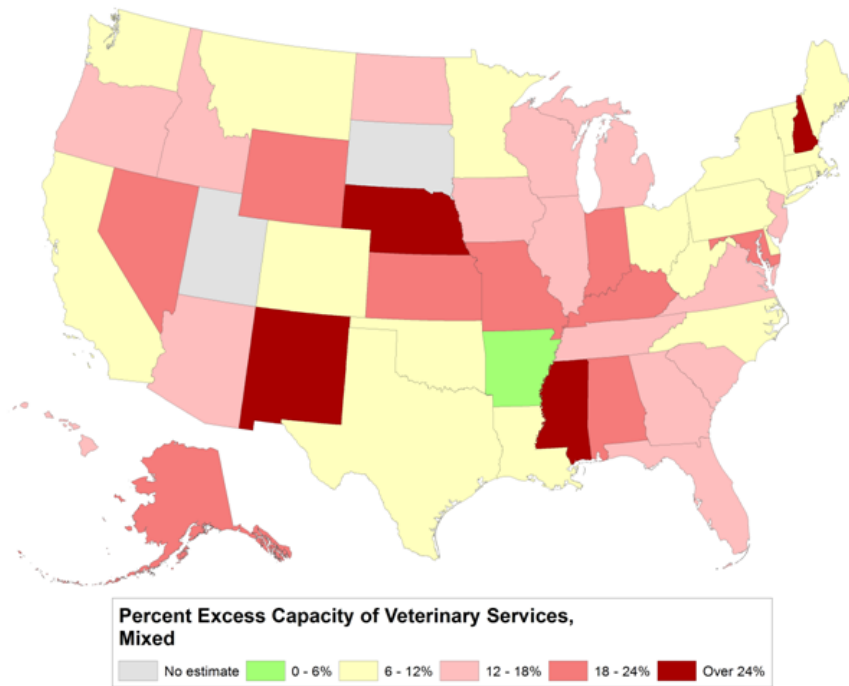 Percent Excess Capacity of Veterinary Services,
Mixed
No estimate 0 - 6% 6 - 12% 12 - 18% 18 - 24% Over 24%